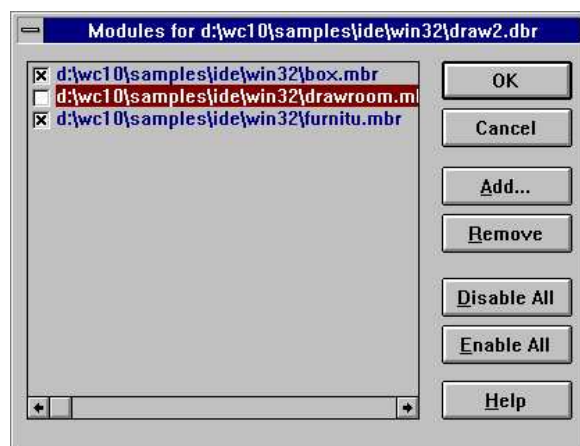 Modules for d:\wc10\samples\ide\win32\draw2.dbr
d:\wc10\samples\ide\win32\box.mbr
d:\wc10\samples\ide\win32\drawroom.ml
d:\wc10\samples\ide\win32\furnitu.mbr
OK
Cancel
Add...
Remove
Disable All
Enable All
Help